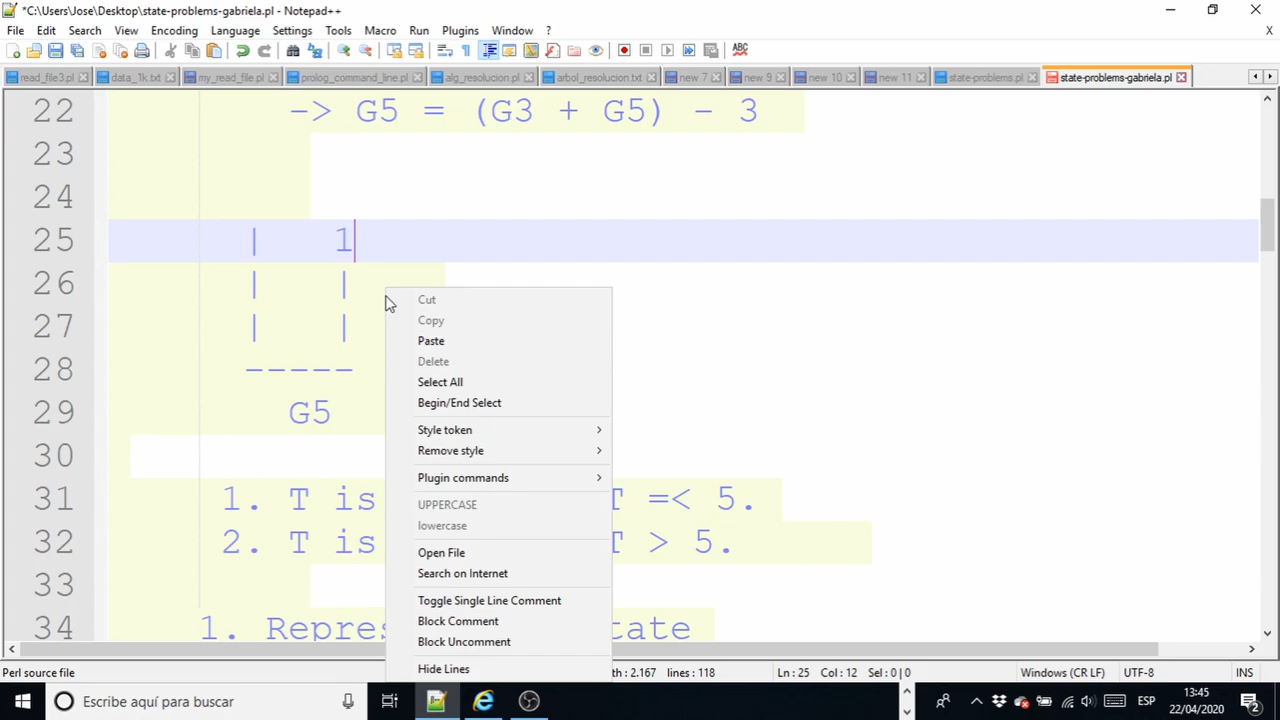 *C:\Users\Jose\Desktop\state-problems-gabriela.pl - Notepad++
File Edit Search View Encoding Language Settings Tools Macro Run Plugins Window ? X
read_file3.pl data_1k.txt my_read_file.pl prolog_command_line.pl alg_resolucion.pl arbol_resolucion.txt new 7 new 9 new 10 new 11 state-problems.pl state-problems-gabriela.pl
22 -> G5 = (G3 + G5) - 3
23
24
25 | 1
26 | |
27 | |
28 -----
29 G5
30
31 1. T is T =< 5.
32 2. T is T > 5.
33
34 1. Repres tate
Cut
Copy
Paste
Delete
Select All
Begin/End Select
Style token
Remove style
Plugin commands
UPPERCASE
lowercase
Open File
Search on Internet
Toggle Single Line Comment
Block Comment
Block Uncomment
Hide Lines
Perl source file th : 2.167 lines : 118 Ln : 25 Col : 12 Sel : 0 | 0 Windows (CR LF) UTF-8 INS
Escribe aquí para buscar ESP 13:45
22/04/2020 2